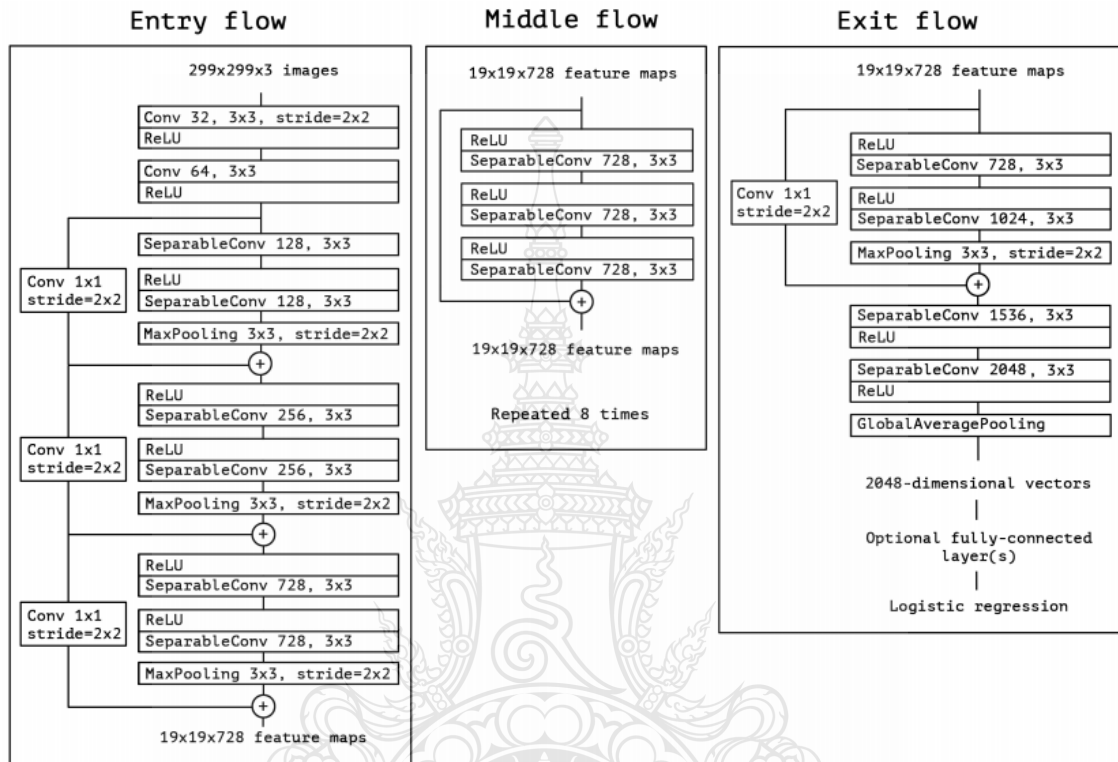 Entry flow
299x299x3 images
Conv 32, 3x3, stride=2x2
ReLU
Conv 64, 3x3
ReLU
SeparableConv 128, 3x3
Conv 1x1
stride=2x2
ReLU
SeparableConv 128, 3x3
MaxPooling 3x3, stride=2x2
+
ReLU
SeparableConv 256, 3x3
Conv 1x1
stride=2x2
ReLU
SeparableConv 256, 3x3
MaxPooling 3x3, stride=2x2
+
ReLU
SeparableConv 728, 3x3
Conv 1x1
stride=2x2
ReLU
SeparableConv 728, 3x3
MaxPooling 3x3, stride=2x2
+
19x19x728 feature maps
Middle flow
19x19x728 feature maps
ReLU
SeparableConv 728, 3x3
ReLU
SeparableConv 728, 3x3
ReLU
SeparableConv 728, 3x3
+
19x19x728 feature maps
Repeated 8 times
Exit flow
19x19x728 feature maps
ReLU
SeparableConv 728, 3x3
Conv 1x1
stride=2x2
ReLU
SeparableConv 1024, 3x3
MaxPooling 3x3, stride=2x2
+
SeparableConv 1536, 3x3
ReLU
SeparableConv 2048, 3x3
ReLU
GlobalAveragePooling
2048-dimensional vectors
Optional fully-connected
layer(s)
Logistic regression